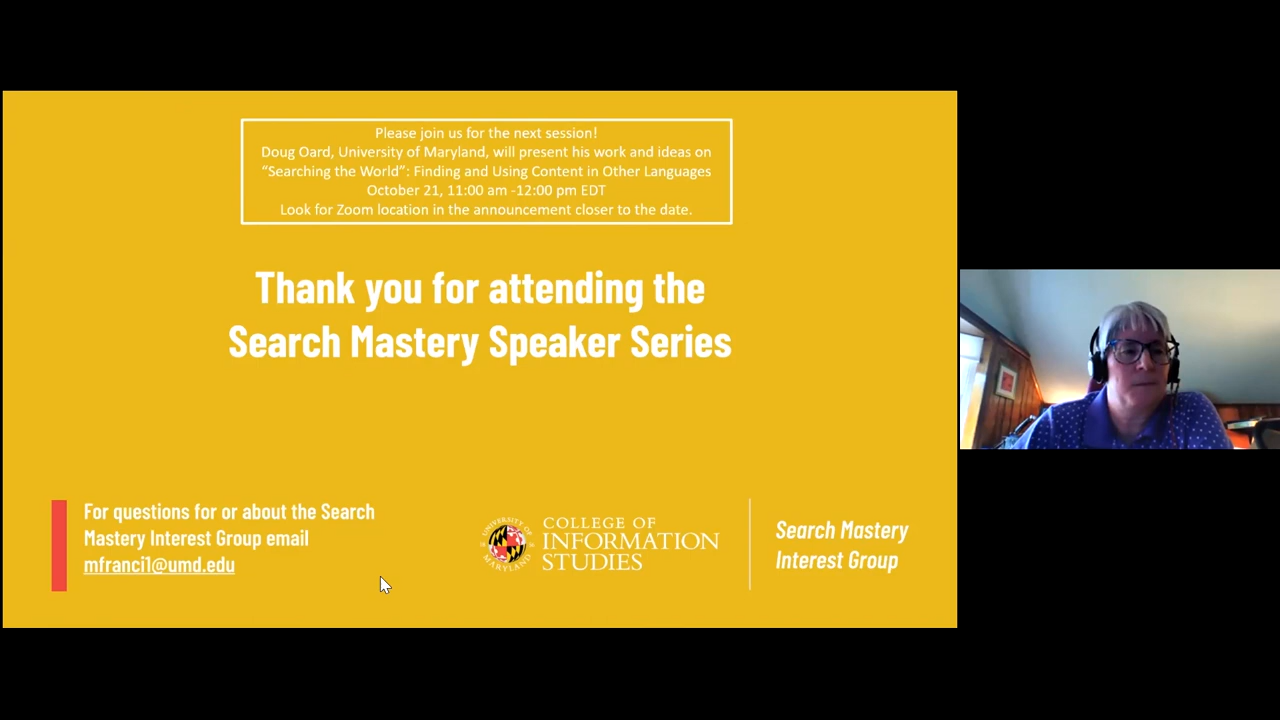 Please join us for the next session!
Doug Oard, University of Maryland, will present his work and ideas on
“Searching the World”: Finding and Using Content in Other Languages
October 21, 11:00 am -12:00 pm EDT
Look for Zoom location in the announcement closer to the date.
Thank you for attending the
Search Mastery Speaker Series
For questions for or about the Search
Mastery Interest Group email
mfranci1@umd.edu
UNIVERSITY OF
MARYLAND
COLLEGE OF
INFORMATION
STUDIES
Search Mastery
Interest Group